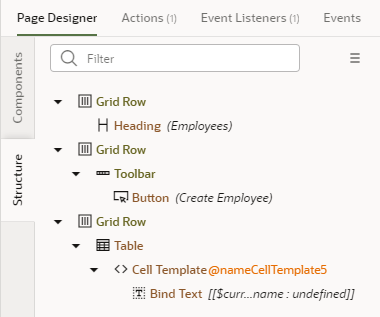 Page Designer Actions (1) Event Listeners (1) Events
Components
Structure
Filter
Grid Row
Heading (Employees)
Grid Row
Toolbar
Button (Create Employee)
Grid Row
Table
Cell Template @nameCellTemplate5
Bind Text [[$curr...name : undefined]]